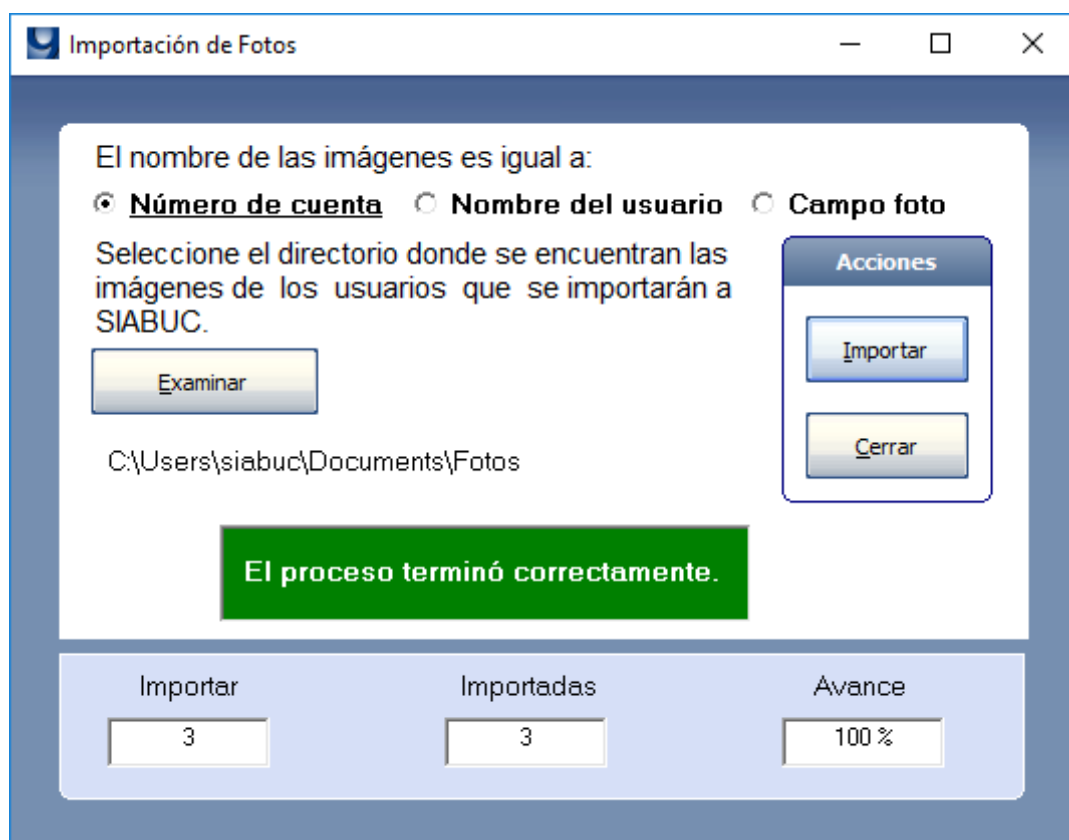 Importación de Fotos
El nombre de las imágenes es igual a:
Número de cuenta Nombre del usuario Campo foto
Seleccione el directorio donde se encuentran las
imágenes de los usuarios que se importarán a
SIABUC.
Acciones
Importar
Examinar
Cerrar
C:\Users\siabuc\Documents\Fotos
El proceso terminó correctamente.
Importar Importadas Avance
3 3 100 %